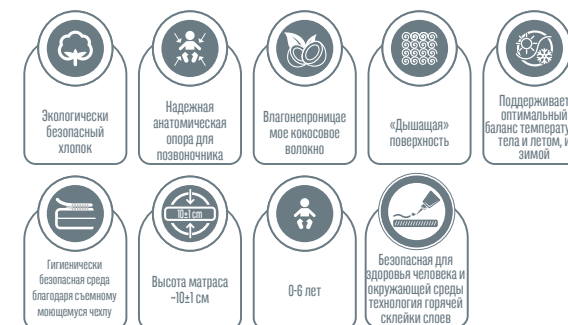 Экологически
безопасный
хлопок
Надежная
анатомическая
опора для
позвоночника
Влагонепроницае
мое кокосовое
волокно
«Дышащая»
поверхность
Поддерживает
оптимальный
баланс температу
тела и летом, и
зимой
Гигиенически
безопасная среда
благодаря съемному
моющемуся чехлу
10±1 cm
Высота матраса
~10±1 см
0-6 лет
Безопасная для
здоровья человека и
окружающей среды
технология горячей
склейки слоев